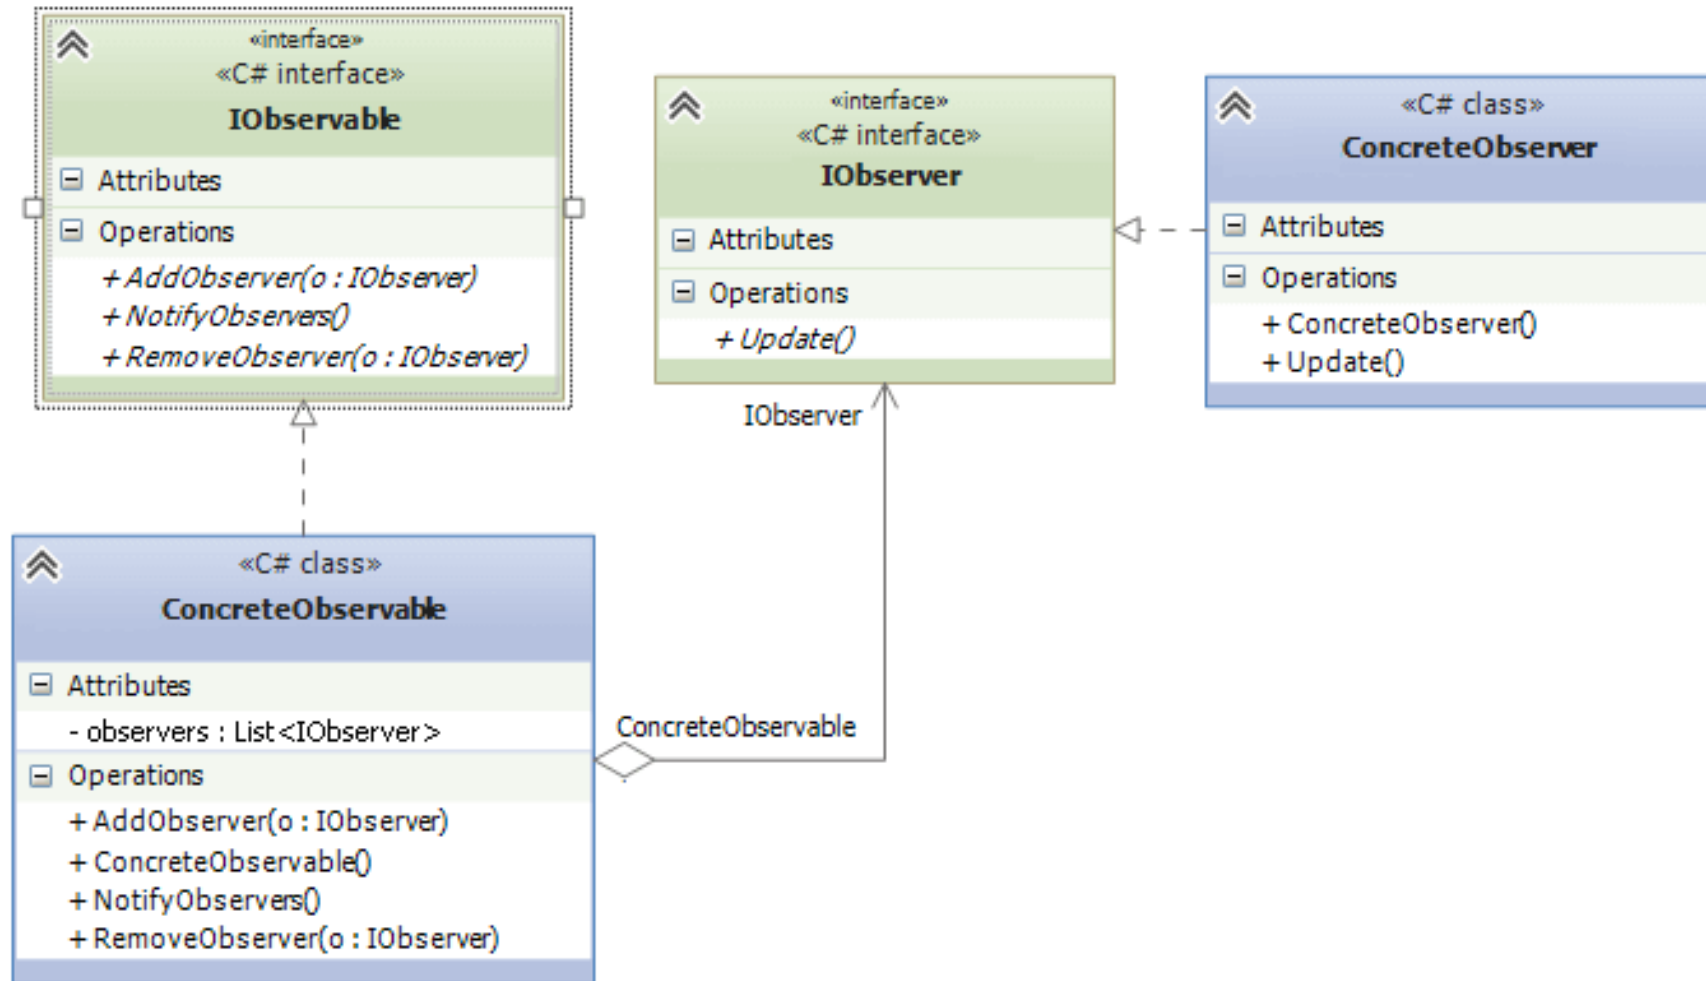 «interface»
«C# interface»
IObservable
Attributes
Operations
+ AddObserver(o : IObserver)
+ NotifyObservers()
+ RemoveObserver(o : IObserver)
«interface»
«C# interface»
IObserver
Attributes
Operations
+ Update()
«C# class»
ConcreteObserver
Attributes
Operations
+ ConcreteObserver()
+ Update()
IObserver
«C# class»
ConcreteObservable
Attributes
- observers : List<IObserver>
Operations
+ AddObserver(o : IObserver)
+ ConcreteObservable()
+ NotifyObservers()
+ RemoveObserver(o : IObserver)
ConcreteObservable